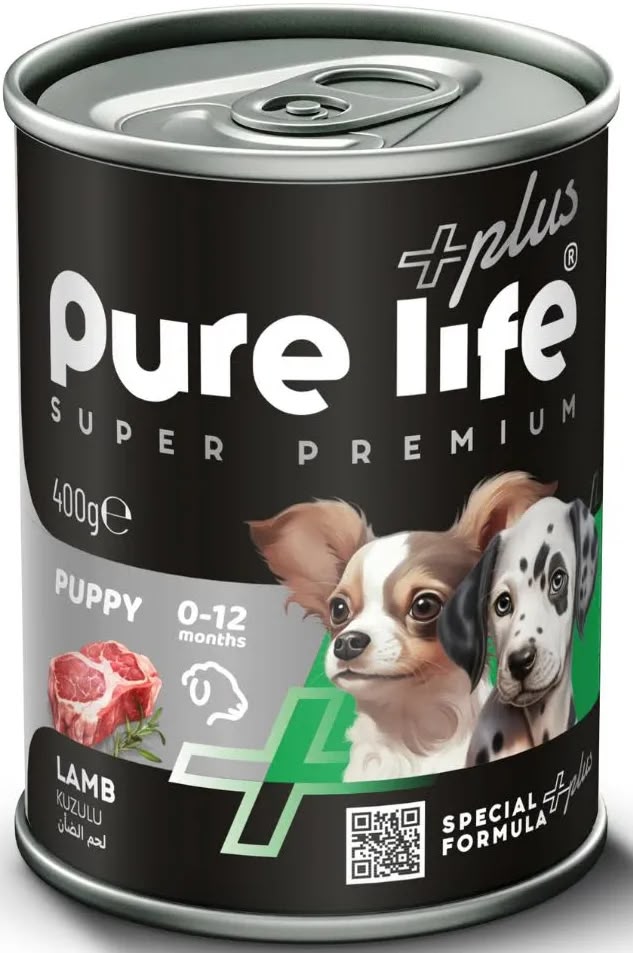 +plus
pure life®
SUPER PREMIUM
400g℮
PUPPY
0-12
months
LAMB
KUZULU
لحم الضأن
SPECIAL
FORMULA
+plus